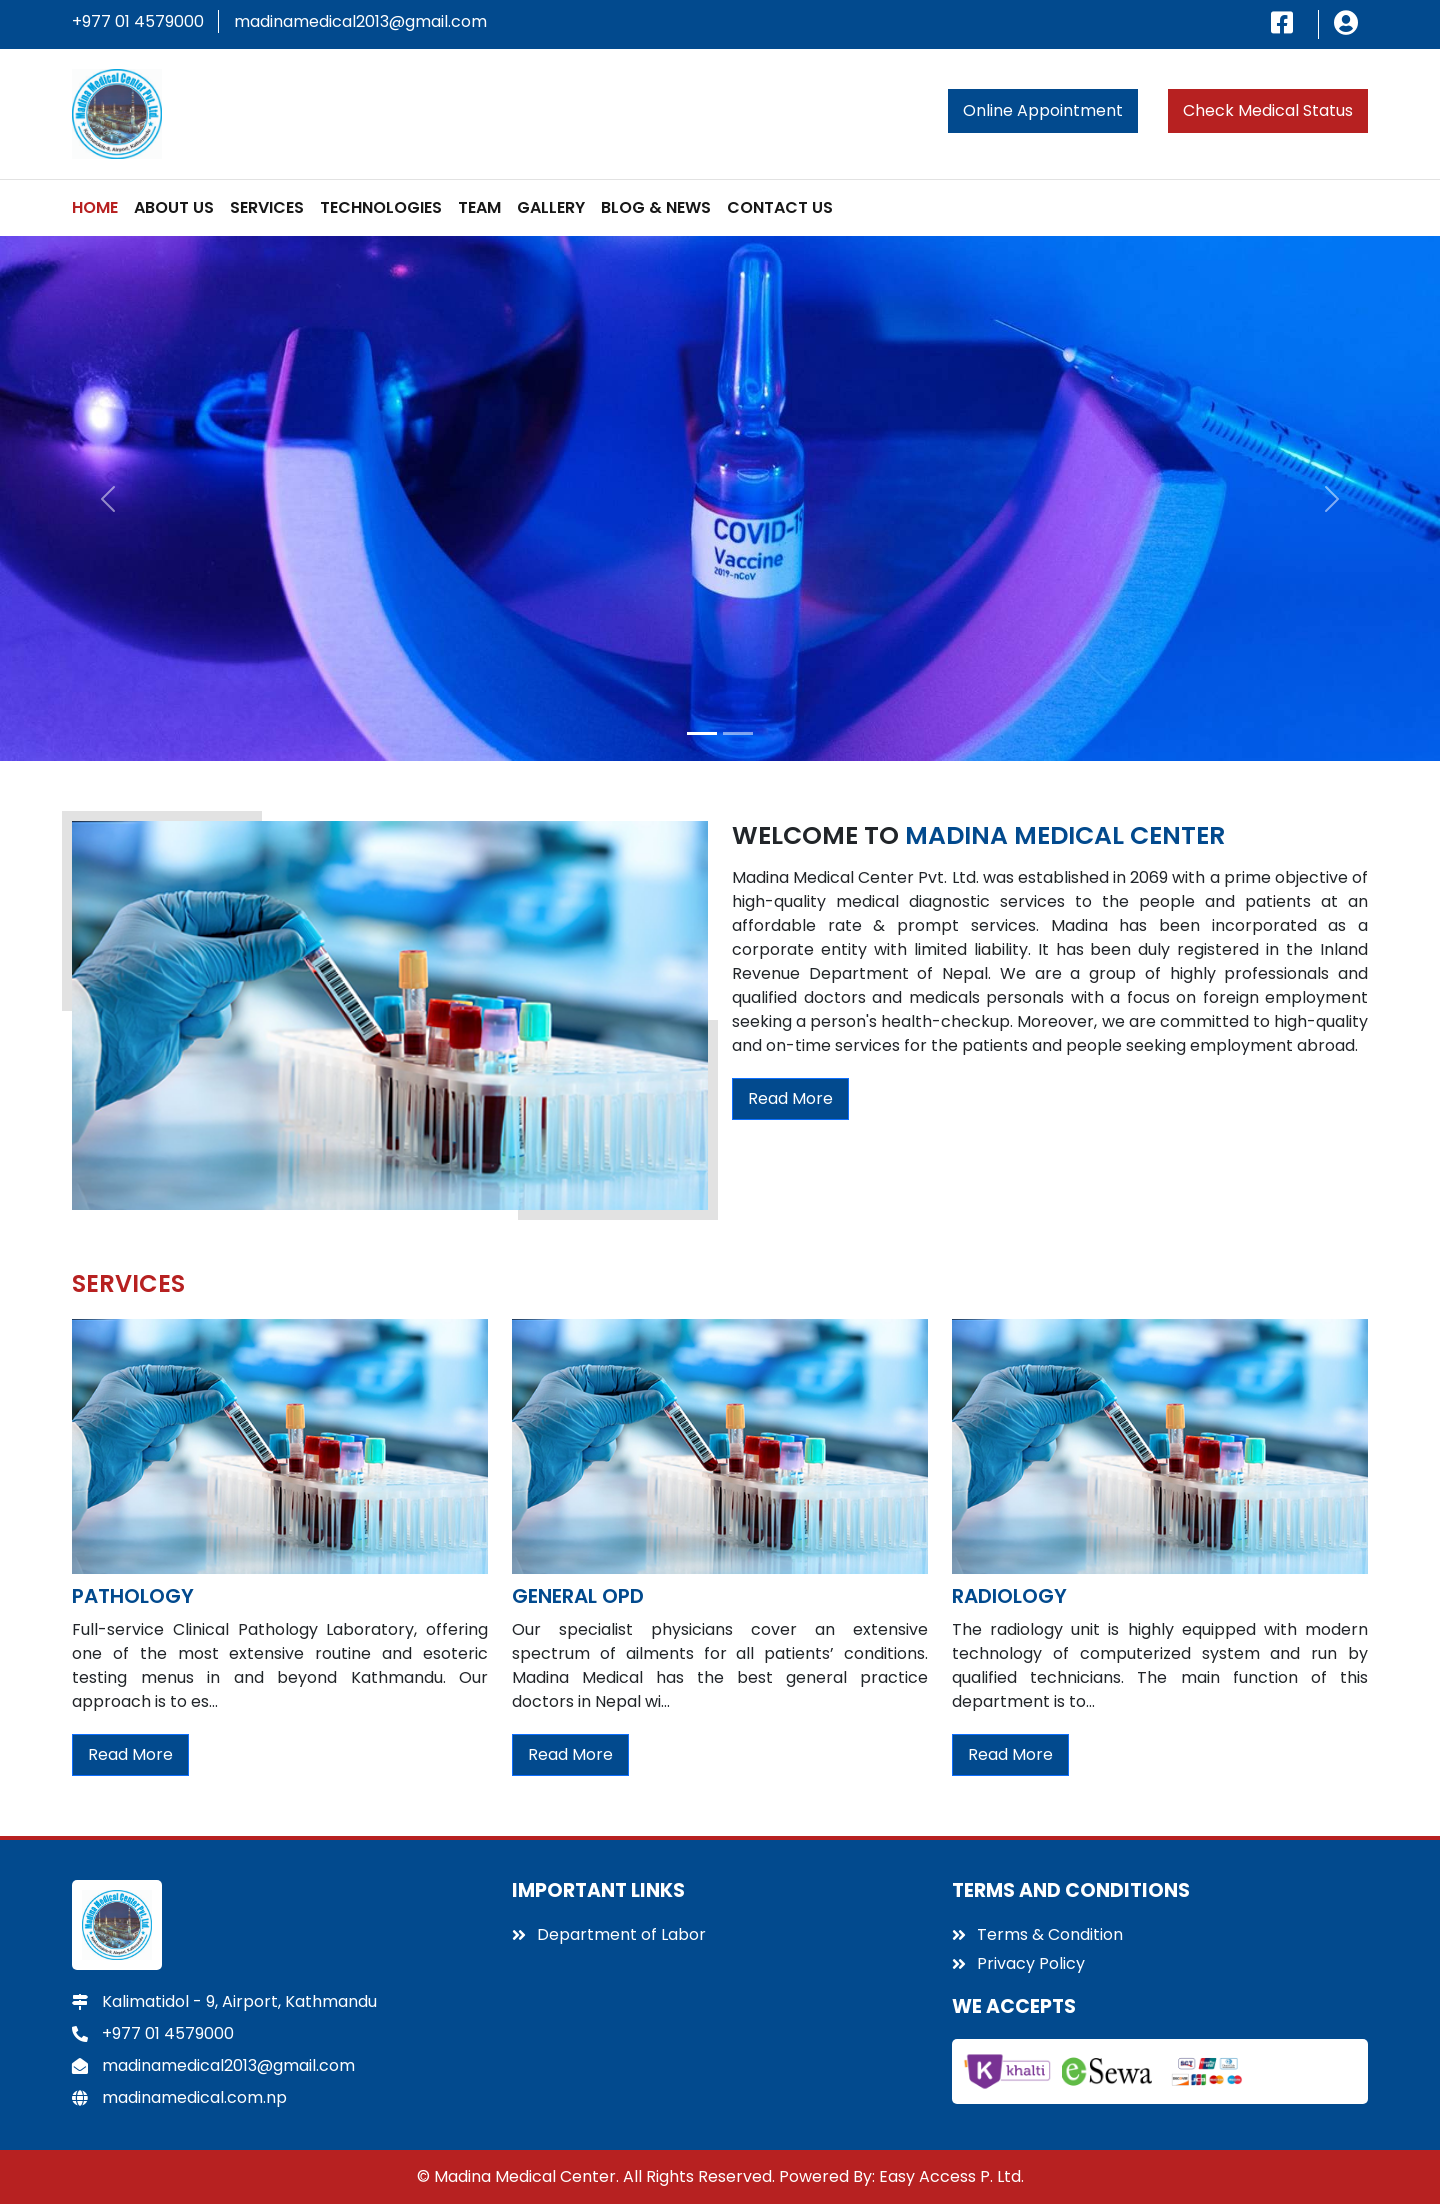 +977 01 4579000
madinamedical2013@gmail.com
Madina Medical Center Pvt. Ltd.
Online Appointment
Check Medical Status
HOME ABOUT US SERVICES TECHNOLOGIES TEAM GALLERY BLOG & NEWS CONTACT US
COVID-19
Vaccine
2019-nCoV
WELCOME TO MADINA MEDICAL CENTER
Madina Medical Center Pvt. Ltd. was established in 2069 with a prime objective of
high-quality medical diagnostic services to the people and patients at an
affordable rate & prompt services. Madina has been incorporated as a
corporate entity with limited liability. It has been duly registered in the Inland
Revenue Department of Nepal. We are a group of highly professionals and
qualified doctors and medicals personals with a focus on foreign employment
seeking a person's health-checkup. Moreover, we are committed to high-quality
and on-time services for the patients and people seeking employment abroad.
Read More
SERVICES
PATHOLOGY
Full-service Clinical Pathology Laboratory, offering
one of the most extensive routine and esoteric
testing menus in and beyond Kathmandu. Our
approach is to es...
Read More
GENERAL OPD
Our specialist physicians cover an extensive
spectrum of ailments for all patients’ conditions.
Madina Medical has the best general practice
doctors in Nepal wi...
Read More
RADIOLOGY
The radiology unit is highly equipped with modern
technology of computerized system and run by
qualified technicians. The main function of this
department is to...
Read More
Madina Medical Center Pvt. Ltd.
Kalimatidol - 9, Airport, Kathmandu
+977 01 4579000
madinamedical2013@gmail.com
madinamedical.com.np
IMPORTANT LINKS
Department of Labor
TERMS AND CONDITIONS
Terms & Condition
Privacy Policy
WE ACCEPTS
khalti
eSewa
SCT
© Madina Medical Center. All Rights Reserved. Powered By: Easy Access P. Ltd.